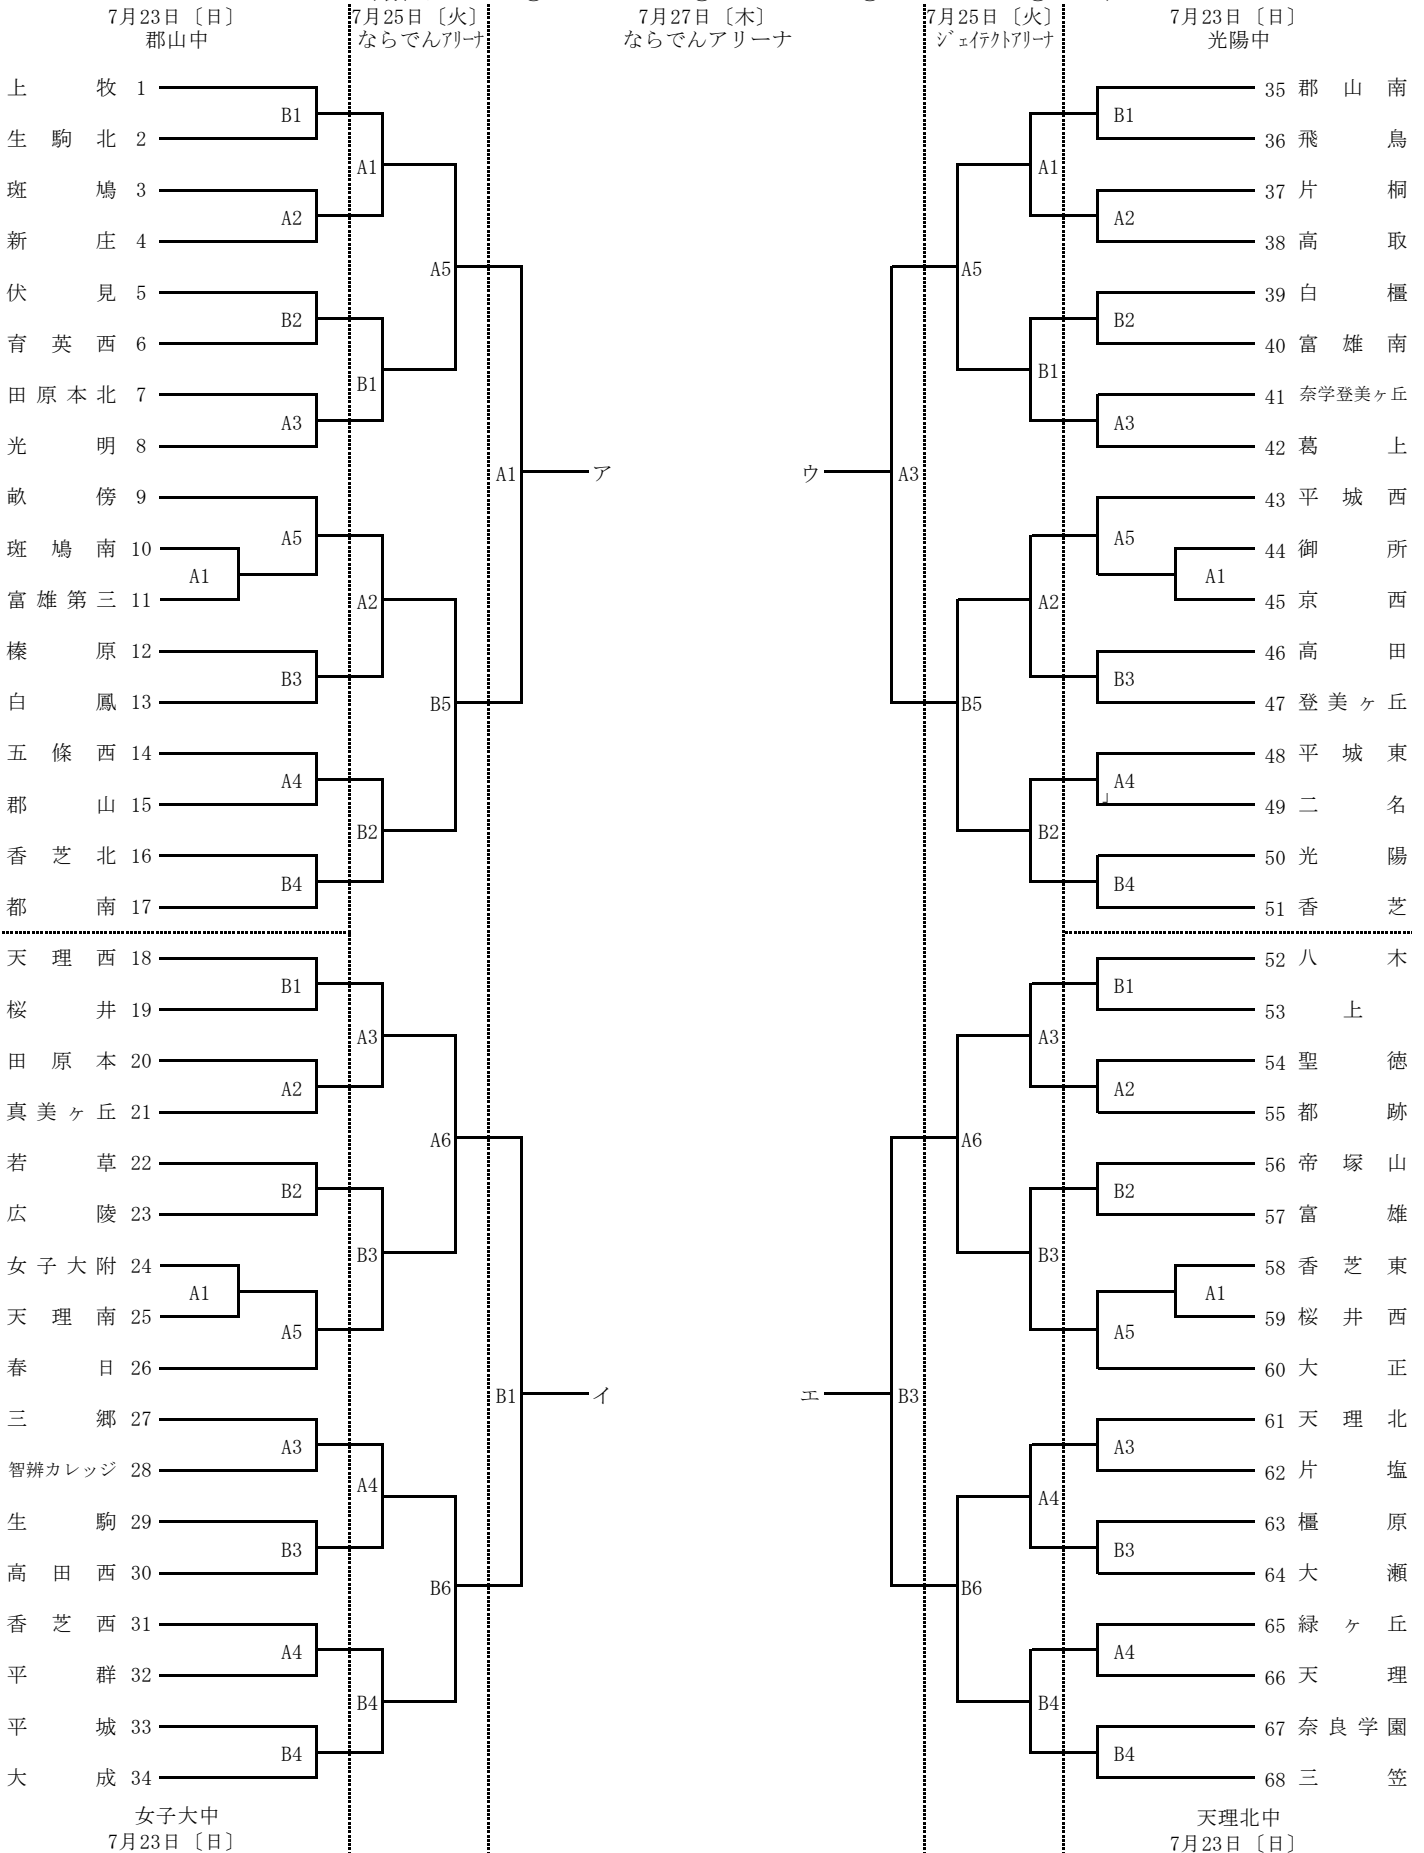 7月23日〔日〕 7月25日〔火〕 7月27日〔木〕 7月25日〔火〕 7月23日〔日〕
郡山中 ならでんアリーナ ならでんアリーナ ジェイテクトアリーナ 光陽中
上牧 1
B1
生駒北 2
A1
斑鳩 3
A2
新庄 4
A5
伏見 5
B2
育英西 6
B1
田原本北 7
A3
光明 8
A1 ア
畝傍 9
A5
斑鳩南 10
A1
富雄第三 11
A2
榛原 12
B3
白鳳 13
B5
五條西 14
A4
郡山 15
B2
香芝北 16
B4
都南 17
天理西 18
B1
桜井 19
A3
田原本 20
A2
真美ヶ丘 21
A6
若草 22
B2
広陵 23
B3
女子大附 24
A1
天理南 25
A5
春日 26
B1 イ
三郷 27
A3
智辨カレッジ 28
A4
生駒 29
B3
高田西 30
B6
香芝西 31
A4
平群 32
B4
平城 33
B4
大成 34
女子大中
7月23日〔日〕
35 郡山南
B1
36 飛鳥
A1
37 片桐
A2
38 高取
A5
39 白橿
B2
40 富雄南
B1
41 奈学登美ヶ丘
A3
42 葛上
ウ A3
43 平城西
A5
44 御所
A1
45 京西
A2
46 高田
B3
47 登美ヶ丘
B5
48 平城東
A4
49 二名
B2
50 光陽
B4
51 香芝
52 八木
B1
53 上
A3
54 聖徳
A2
55 都跡
A6
56 帝塚山
B2
57 富雄
B3
58 香芝東
A1
59 桜井西
A5
60 大正
エ B3
61 天理北
A3
62 片塩
A4
63 橿原
B3
64 大瀬
B6
65 緑ヶ丘
A4
66 天理
B4
67 奈良学園
B4
68 三笠
天理北中
7月23日〔日〕